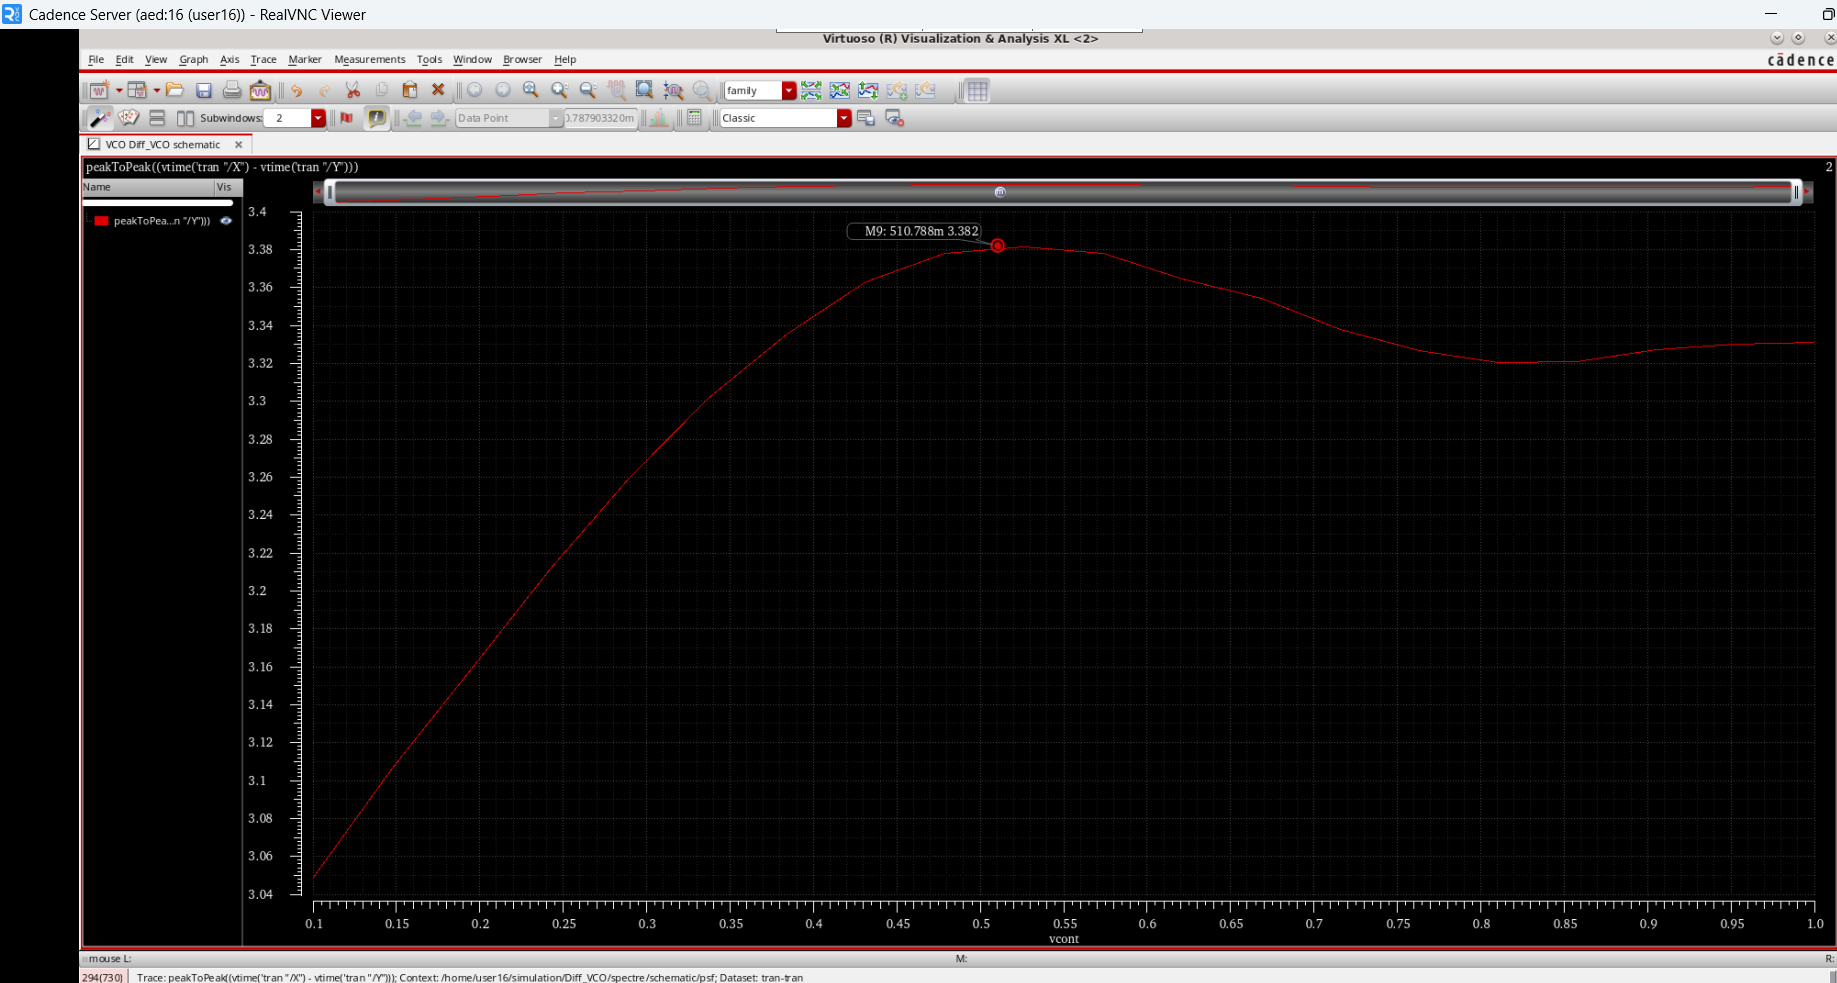 Cadence Server (aed:16 (user16)) - RealVNC Viewer
Virtuoso (R) Visualization & Analysis XL <2>
File Edit View Graph Axis Trace Marker Measurements Tools Window Browser Help
cādence
family
Subwindows: 2
Data Point
0.787903320m
Classic
VCO Diff_VCO schematic
peakToPeak((vtime('tran "/X") - vtime('tran "/Y")))
2
Name Vis
peakToPea...n "/Y")))
M9: 510.788m 3.382
3.4
3.38
3.36
3.34
3.32
3.3
3.28
3.26
3.24
3.22
3.2
3.18
3.16
3.14
3.12
3.1
3.08
3.06
3.04
0.1 0.15 0.2 0.25 0.3 0.35 0.4 0.45 0.5 0.55 0.6 0.65 0.7 0.75 0.8 0.85 0.9 0.95 1.0
vcont
mouse L: M: R:
294(730) Trace: peakToPeak((vtime('tran "/X") - vtime('tran "/Y"))); Context: /home/user16/simulation/Diff_VCO/spectre/schematic/psf; Dataset: tran-tran